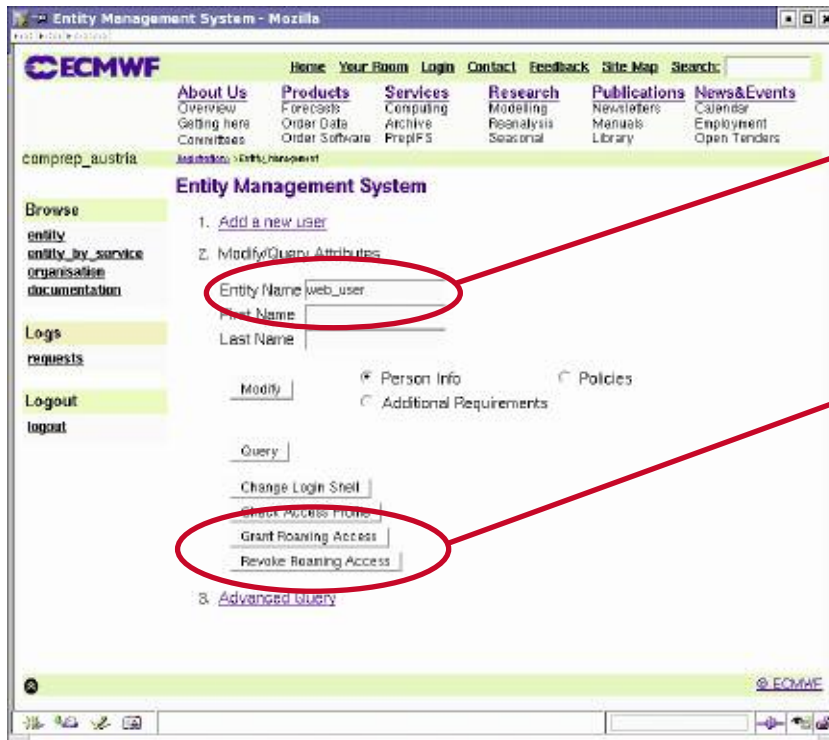 Entity Management System - Mozilla
ECMWF
Home Your Room Login Contact Feedback Site Map Search:
About Us Products Services Research Publications News&Events
Overview Forecasts Computing Modelling Newsletters Calendar
Getting here Order Data Archive Reanalysis Manuals Employment
Committees Order Software PrepIFS Seasonal Library Open Tenders
comprep_austria
Registration > Entity_Management
Entity Management System
Browse
entity
entity_by_service
organisation
documentation
Logs
requests
Logout
logout
1. Add a new user
2. Modify/Query Attributes
Entity Name web_user
First Name
Last Name
Modify Person Info Policies
Additional Requirements
Query
Change Login Shell
Check Access Profile
Grant Roaming Access
Revoke Roaming Access
3. Advanced Query
© ECMWF